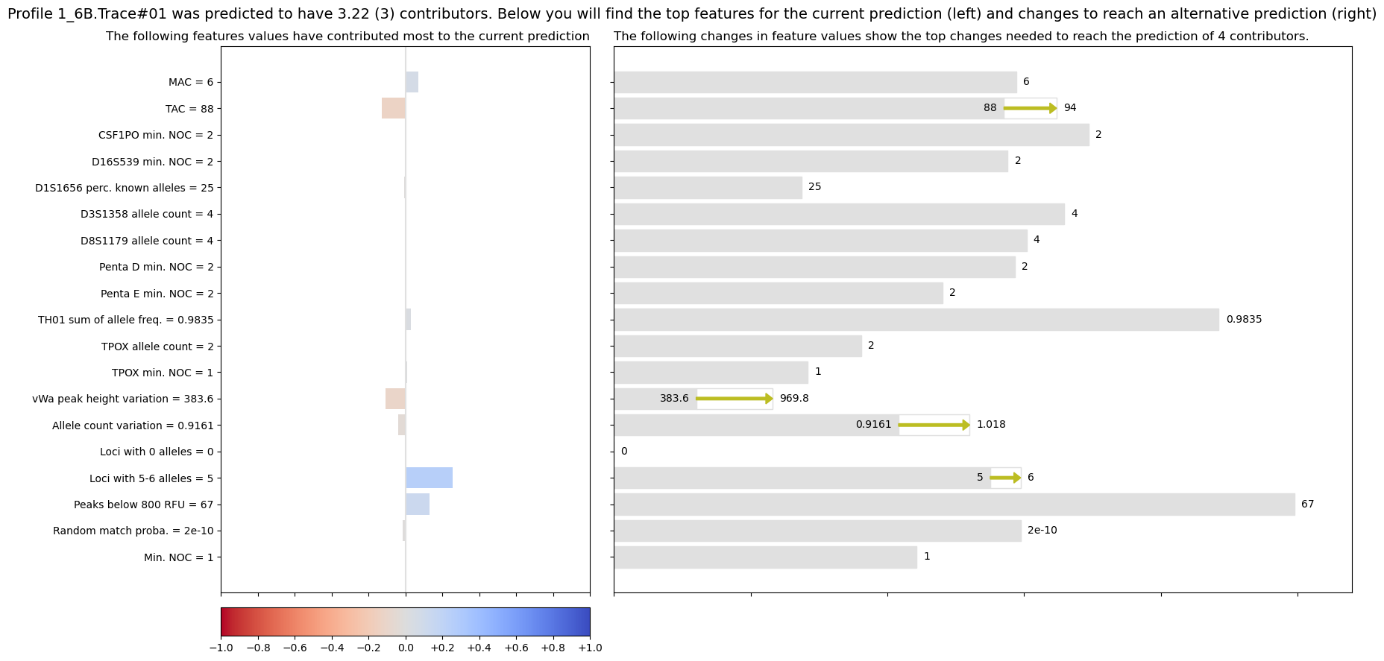 Profile 1_6B.Trace#01 was predicted to have 3.22 (3) contributors. Below you will find the top features for the current prediction (left) and changes to reach an alternative prediction (right)
The following features values have contributed most to the current prediction
The following changes in feature values show the top changes needed to reach the prediction of 4 contributors.
MAC = 6
6
TAC = 88
88
94
CSF1PO min. NOC = 2
2
D16S539 min. NOC = 2
2
D1S1656 perc. known alleles = 25
25
D3S1358 allele count = 4
4
D8S1179 allele count = 4
4
Penta D min. NOC = 2
2
Penta E min. NOC = 2
2
TH01 sum of allele freq. = 0.9835
0.9835
TPOX allele count = 2
2
TPOX min. NOC = 1
1
vWa peak height variation = 383.6
383.6
969.8
Allele count variation = 0.9161
0.9161
1.018
Loci with 0 alleles = 0
0
Loci with 5-6 alleles = 5
5
6
Peaks below 800 RFU = 67
67
Random match proba. = 2e-10
2e-10
Min. NOC = 1
1
−1.0 −0.8 −0.6 −0.4 −0.2 0.0 +0.2 +0.4 +0.6 +0.8 +1.0